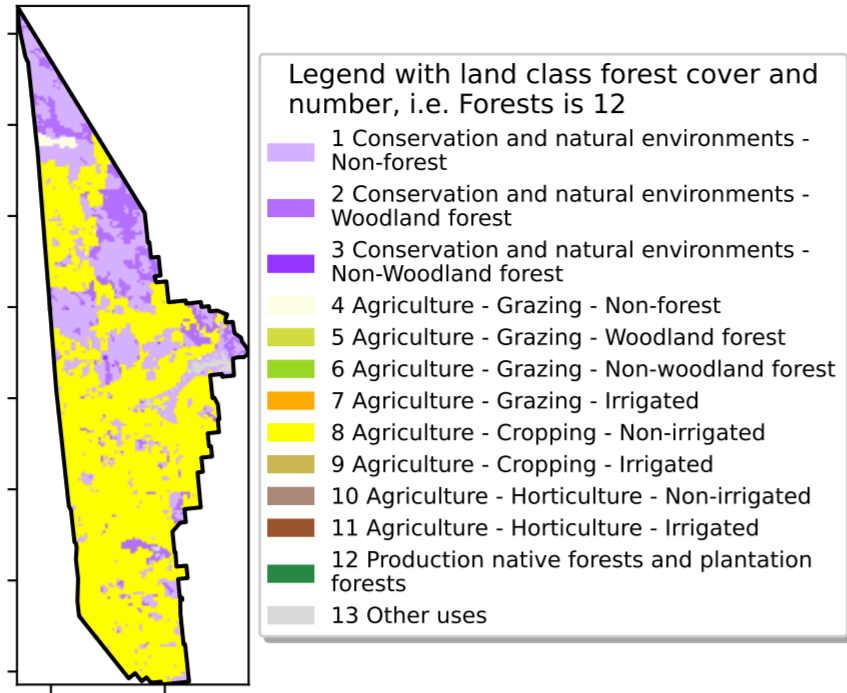 Legend with land class forest cover and
number, i.e. Forests is 12
1 Conservation and natural environments -
Non-forest
2 Conservation and natural environments -
Woodland forest
3 Conservation and natural environments -
Non-Woodland forest
4 Agriculture - Grazing - Non-forest
5 Agriculture - Grazing - Woodland forest
6 Agriculture - Grazing - Non-woodland forest
7 Agriculture - Grazing - Irrigated
8 Agriculture - Cropping - Non-irrigated
9 Agriculture - Cropping - Irrigated
10 Agriculture - Horticulture - Non-irrigated
11 Agriculture - Horticulture - Irrigated
12 Production native forests and plantation
forests
13 Other uses